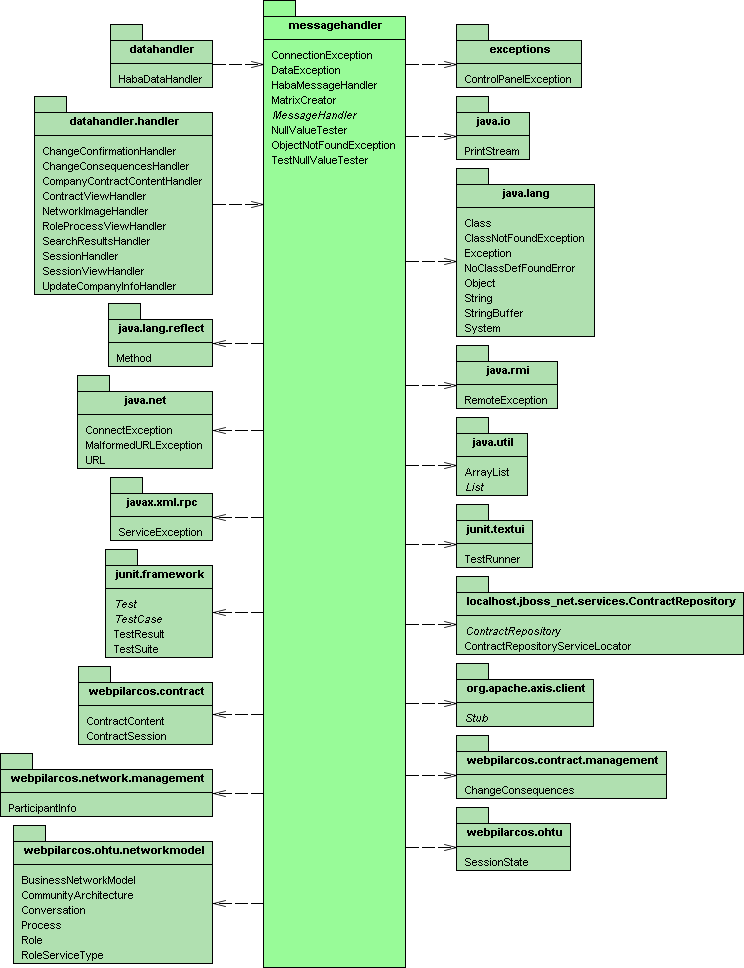 messagehandler
ConnectionException
DataException
HabaMessageHandler
MatrixCreator
MessageHandler
NullValueTester
ObjectNotFoundException
TestNullValueTester
datahandler
HabaDataHandler
datahandler.handler
ChangeConfirmationHandler
ChangeConsequencesHandler
CompanyContractContentHandler
ContractViewHandler
NetworkImageHandler
RoleProcessViewHandler
SearchResultsHandler
SessionHandler
SessionViewHandler
UpdateCompanyInfoHandler
java.lang.reflect
Method
java.net
ConnectException
MalformedURLException
URL
javax.xml.rpc
ServiceException
junit.framework
Test
TestCase
TestResult
TestSuite
webpilarcos.contract
ContractContent
ContractSession
webpilarcos.network.management
ParticipantInfo
webpilarcos.ohtu.networkmodel
BusinessNetworkModel
CommunityArchitecture
Conversation
Process
Role
RoleServiceType
exceptions
ControlPanelException
java.io
PrintStream
java.lang
Class
ClassNotFoundException
Exception
NoClassDefFoundError
Object
String
StringBuffer
System
java.rmi
RemoteException
java.util
ArrayList
List
junit.textui
TestRunner
localhost.jboss_net.services.ContractRepository
ContractRepository
ContractRepositoryServiceLocator
org.apache.axis.client
Stub
webpilarcos.contract.management
ChangeConsequences
webpilarcos.ohtu
SessionState